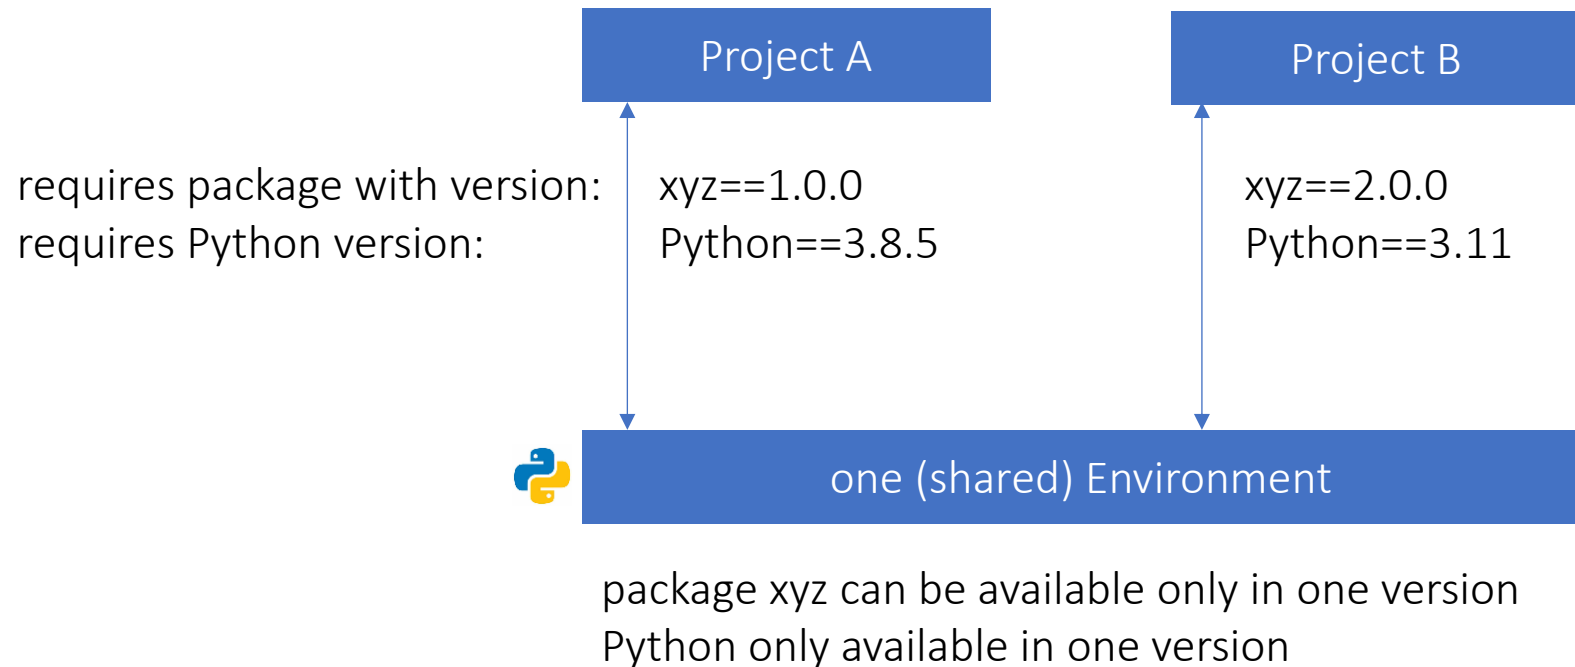 Project A
Project B
requires package with version: xyz==1.0.0 xyz==2.0.0
requires Python version: Python==3.8.5 Python==3.11
one (shared) Environment
package xyz can be available only in one version
Python only available in one version